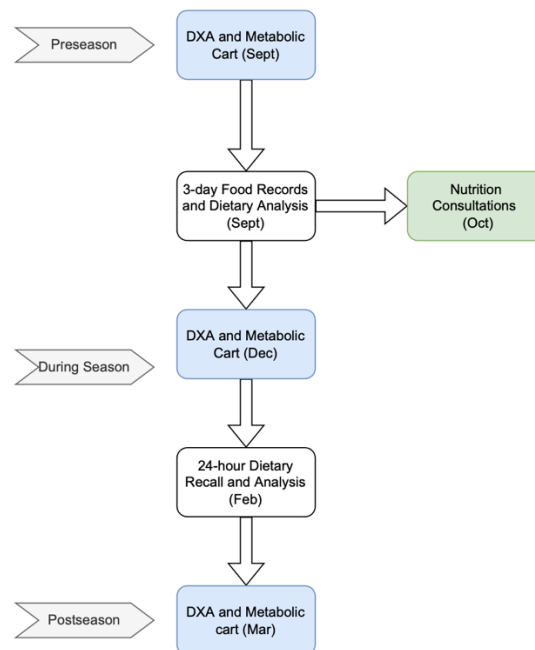 Preseason
DXA and Metabolic
Cart (Sept)
3-day Food Records
and Dietary Analysis
(Sept)
Nutrition
Consultations
(Oct)
During Season
DXA and Metabolic
Cart (Dec)
24-hour Dietary
Recall and Analysis
(Feb)
Postseason
DXA and Metabolic
cart (Mar)